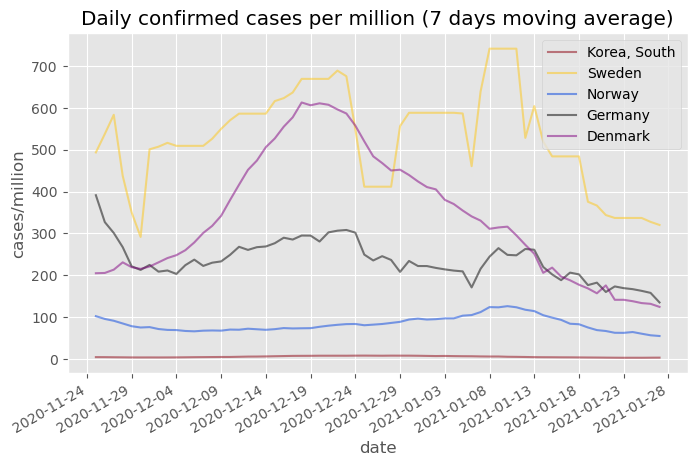 Daily confirmed cases per million (7 days moving average)
Korea, South
Sweden
Norway
Germany
Denmark
cases/million
700
600
500
400
300
200
100
0
2020-11-24
2020-11-29
2020-12-04
2020-12-09
2020-12-14
2020-12-19
2020-12-24
2020-12-29
2021-01-03
2021-01-08
2021-01-13
2021-01-18
2021-01-23
2021-01-28
date